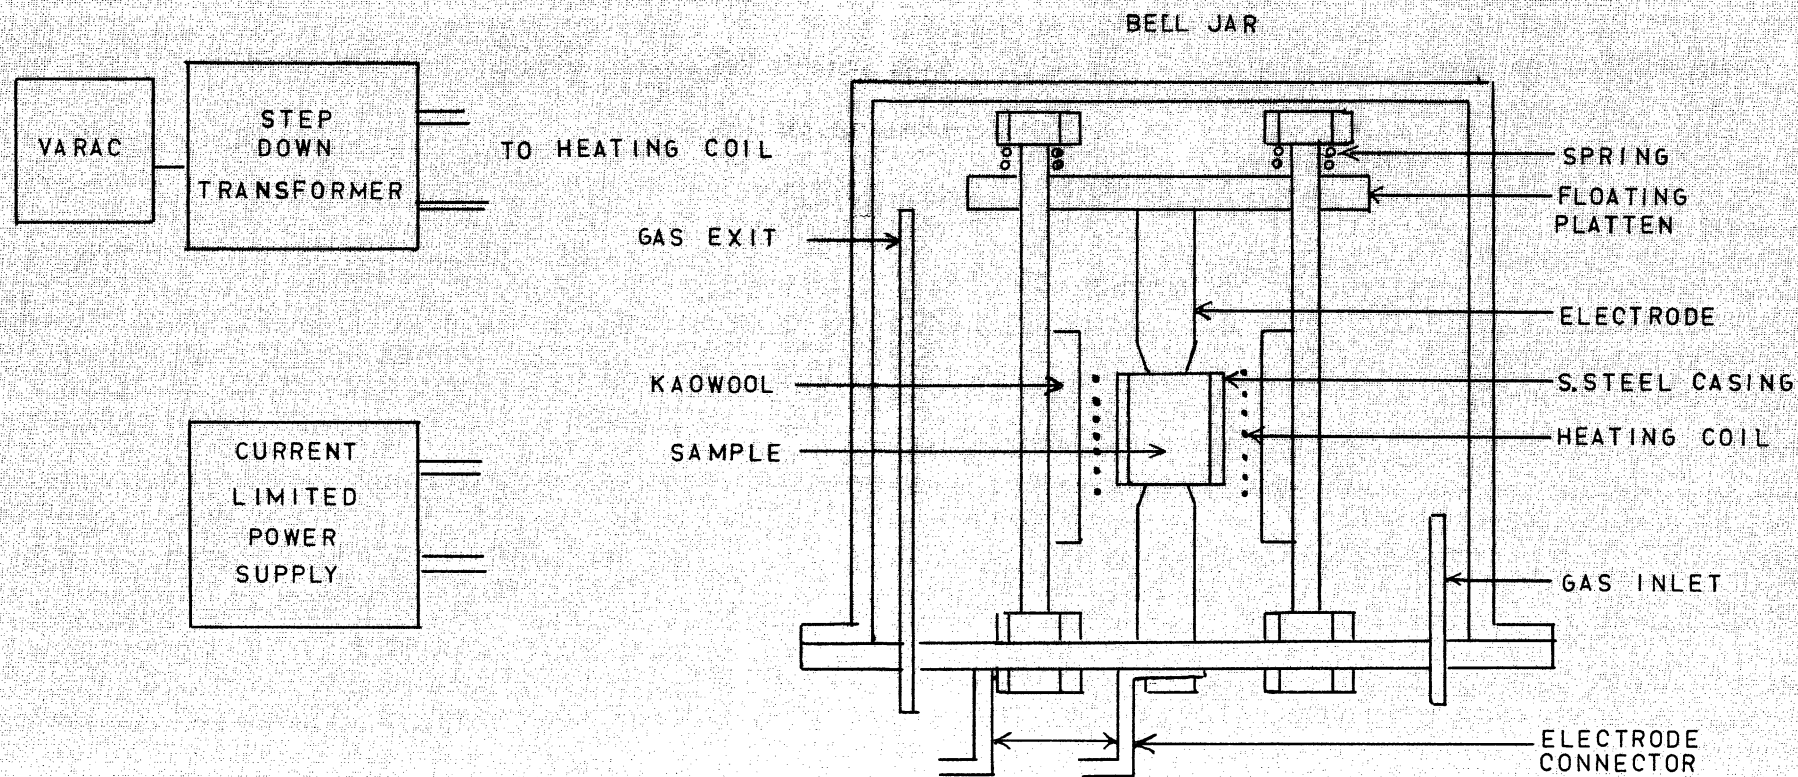 BELL JAR
VARAC
STEP
DOWN
TRANSFORMER
TO HEATING COIL
GAS EXIT
KAOWOOL
SAMPLE
CURRENT
LIMITED
POWER
SUPPLY
SPRING
FLOATING
PLATTEN
ELECTRODE
S.STEEL CASING
HEATING COIL
GAS INLET
ELECTRODE
CONNECTOR